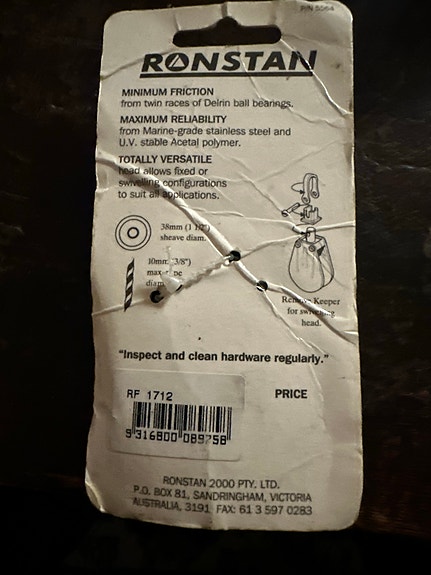 P/N 5564
RONSTAN
MINIMUM FRICTION
from twin races of Delrin ball bearings.
MAXIMUM RELIABILITY
from Marine-grade stainless steel and
U.V. stable Acetal polymer.
TOTALLY VERSATILE
head allows fixed or
swivelling configurations
to suit all applications.
38mm (1 1/2")
sheave diam.
10mm (3/8")
max rope
diam
Remove Keeper
for swivelling
head.
"Inspect and clean hardware regularly."
RF 1712
PRICE
9 316800 089758
RONSTAN 2000 PTY. LTD.
P.O. BOX 81, SANDRINGHAM, VICTORIA
AUSTRALIA, 3191 FAX: 61 3 597 0283